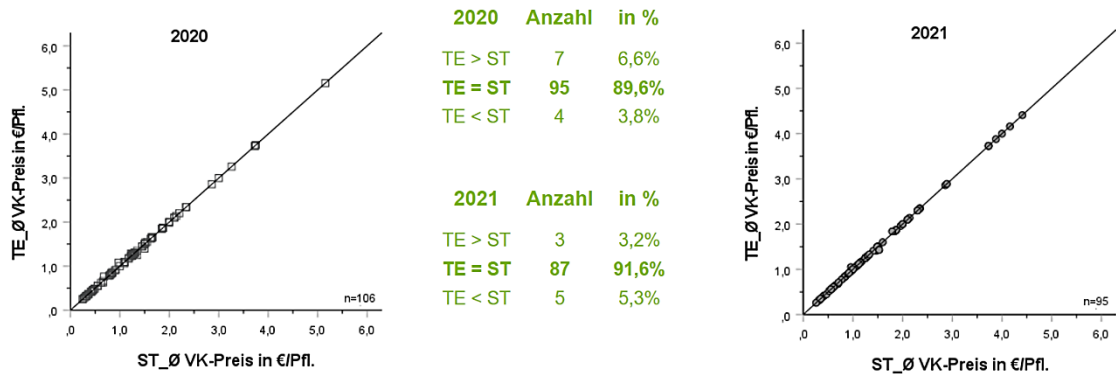 2020
TE_Ø VK-Preis in €/Pfl.
6,0
5,0
4,0
3,0
2,0
1,0
,0
,0 1,0 2,0 3,0 4,0 5,0 6,0
n=106
ST_Ø VK-Preis in €/Pfl.
2020 Anzahl in %
TE > ST 7 6,6%
TE = ST 95 89,6%
TE < ST 4 3,8%
2021 Anzahl in %
TE > ST 3 3,2%
TE = ST 87 91,6%
TE < ST 5 5,3%
2021
TE_Ø VK-Preis in €/Pfl.
6,0
5,0
4,0
3,0
2,0
1,0
,0
,0 1,0 2,0 3,0 4,0 5,0 6,0
n=95
ST_Ø VK-Preis in €/Pfl.